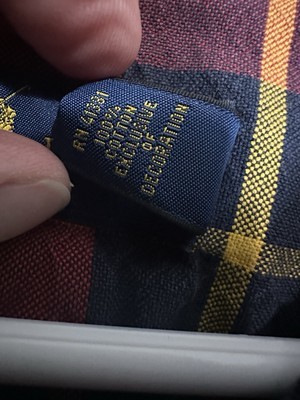 RN 41381
100%
COTTON
EXCLUSIVE
OF
DECORATION